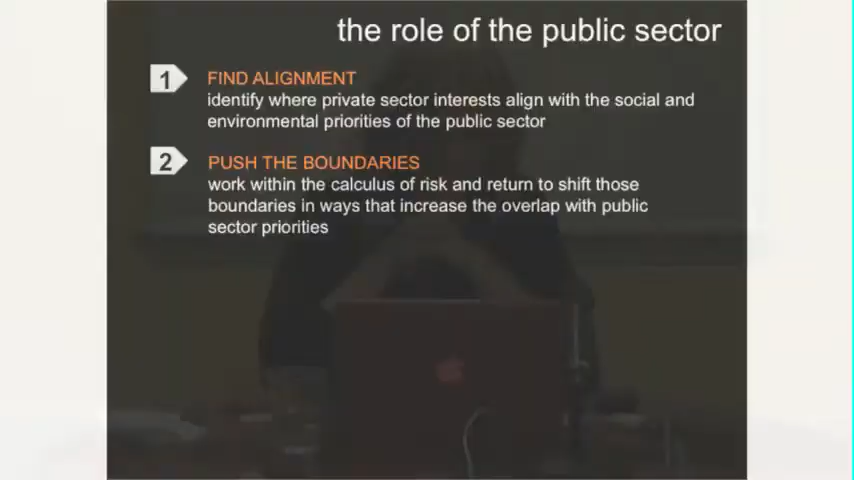 the role of the public sector
1 FIND ALIGNMENT
identify where private sector interests align with the social and
environmental priorities of the public sector
2 PUSH THE BOUNDARIES
work within the calculus of risk and return to shift those
boundaries in ways that increase the overlap with public
sector priorities